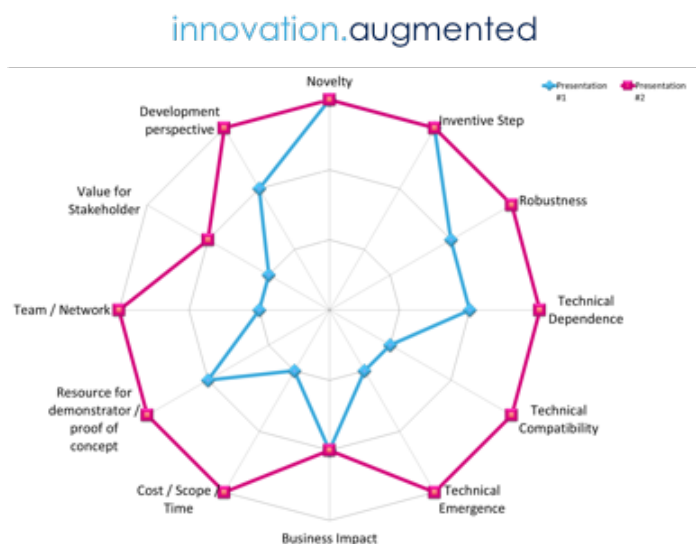 innovation.augmented
Novelty
Presentation
#1
Presentation
#2
Development
perspective
Inventive Step
Value for
Stakeholder
Robustness
Team / Network
Technical
Dependence
Resource for
demonstrator /
proof of
concept
Technical
Compatibility
Cost / Scope /
Time
Technical
Emergence
Business Impact